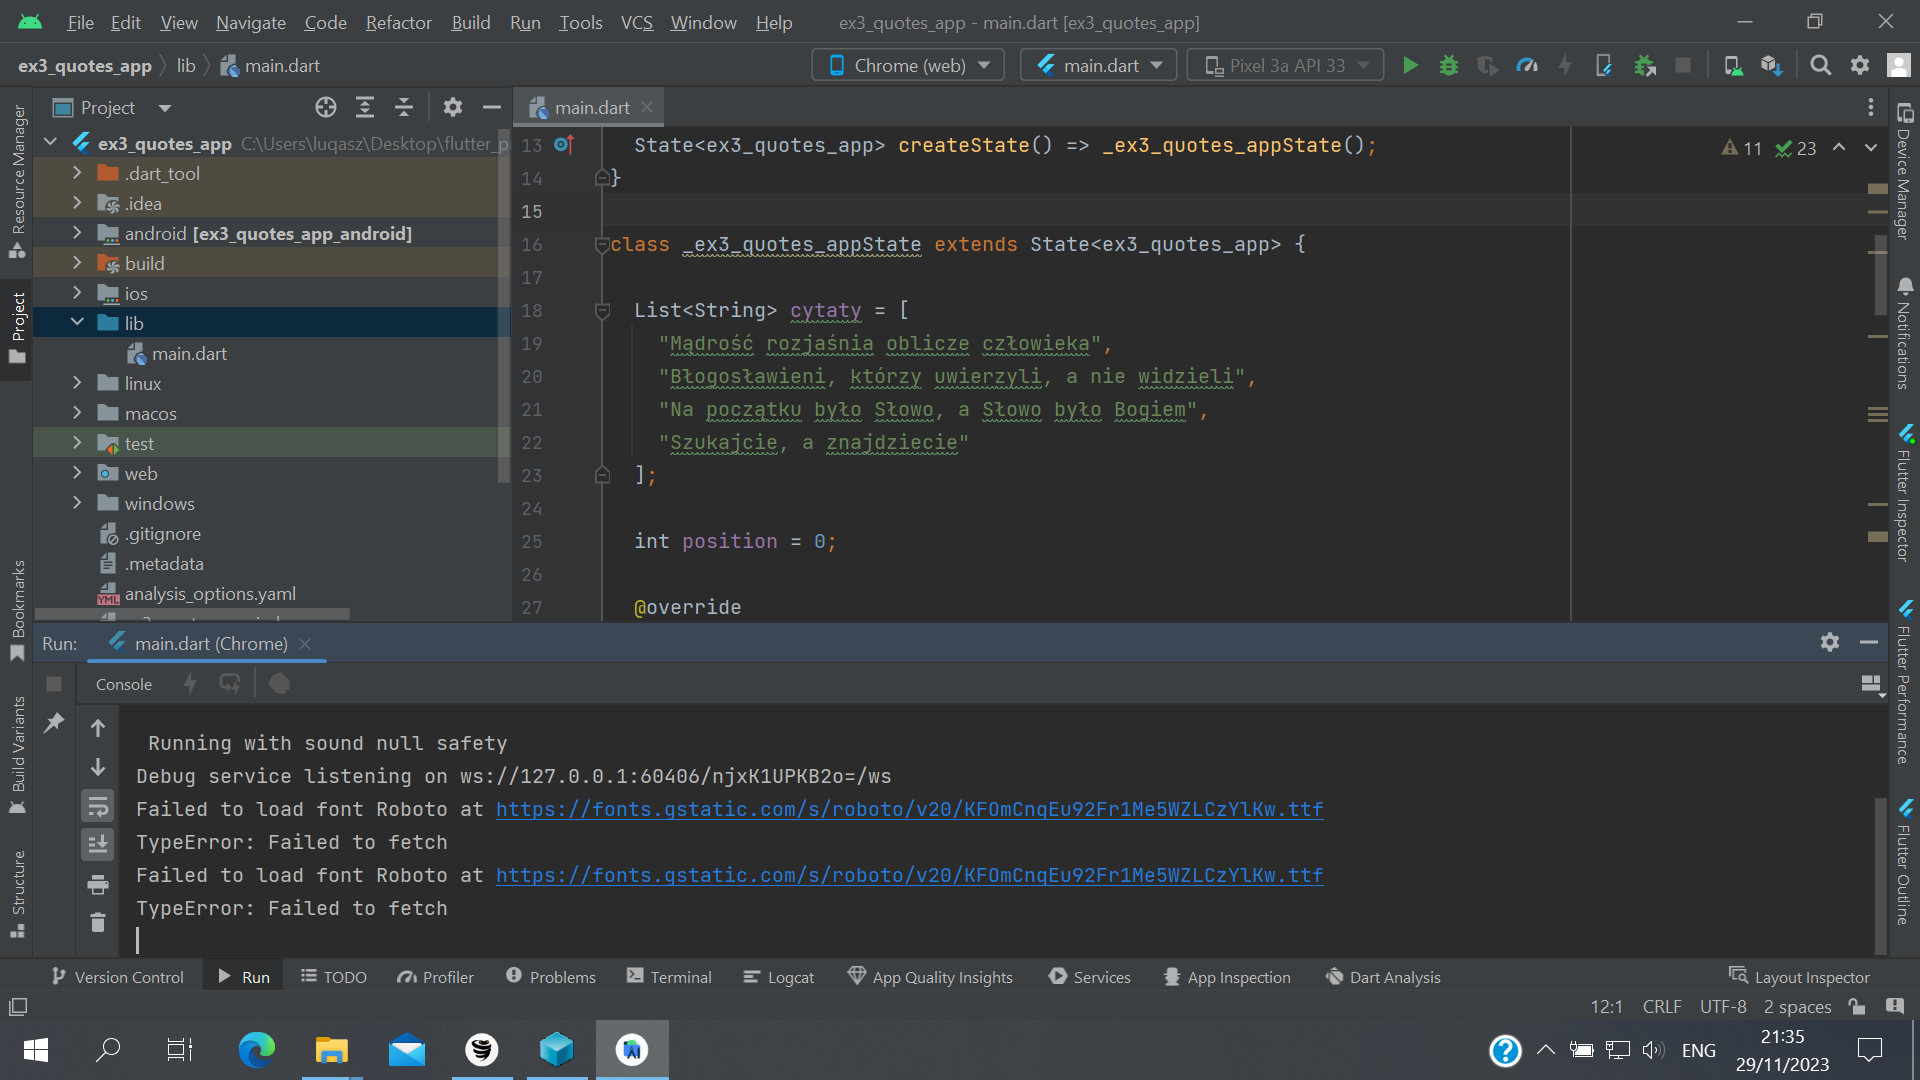 File Edit View Navigate Code Refactor Build Run Tools VCS Window Help ex3_quotes_app - main.dart [ex3_quotes_app]
ex3_quotes_app lib main.dart Chrome (web) main.dart Pixel 3a API 33
Resource Manager
Project
Bookmarks
Build Variants
Structure
Project
ex3_quotes_app C:\Users\luqasz\Desktop\flutter_p
.dart_tool
.idea
android [ex3_quotes_app_android]
build
ios
lib
main.dart
linux
macos
test
web
windows
.gitignore
.metadata
analysis_options.yaml
main.dart
11 23
13 State<ex3_quotes_app> createState() => _ex3_quotes_appState();
14 }
15
16 class _ex3_quotes_appState extends State<ex3_quotes_app> {
17
18 List<String> cytaty = [
19 "Mądrość rozjaśnia oblicze człowieka",
20 "Błogosławieni, którzy uwierzyli, a nie widzieli",
21 "Na początku było Słowo, a Słowo było Bogiem",
22 "Szukajcie, a znajdziecie"
23 ];
24
25 int position = 0;
26
27 @override
Device Manager
Notifications
Flutter Inspector
Flutter Performance
Flutter Outline
Run: main.dart (Chrome)
Console
Running with sound null safety
Debug service listening on ws://127.0.0.1:60406/njxK1UPKB2o=/ws
Failed to load font Roboto at https://fonts.gstatic.com/s/roboto/v20/KFOmCnqEu92Fr1Me5WZLCzYlKw.ttf
TypeError: Failed to fetch
Failed to load font Roboto at https://fonts.gstatic.com/s/roboto/v20/KFOmCnqEu92Fr1Me5WZLCzYlKw.ttf
TypeError: Failed to fetch
Version Control Run TODO Profiler Problems Terminal Logcat App Quality Insights Services App Inspection Dart Analysis Layout Inspector
12:1 CRLF UTF-8 2 spaces
ENG
21:35
29/11/2023